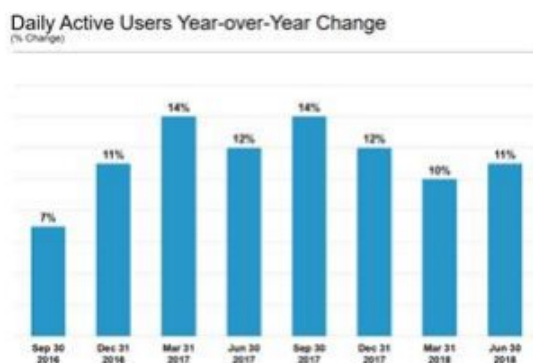 Daily Active Users Year-over-Year Change
(% Change)
7%
11%
14%
12%
14%
12%
10%
11%
Sep 30
2016
Dec 31
2016
Mar 31
2017
Jun 30
2017
Sep 30
2017
Dec 31
2017
Mar 31
2018
Jun 30
2018